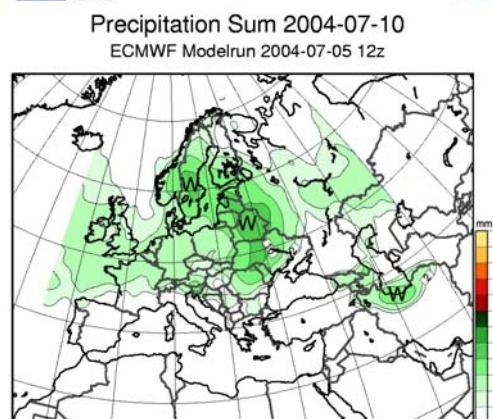 Precipitation Sum 2004-07-10
ECMWF Modelrun 2004-07-05 12z
mm
W
W
W